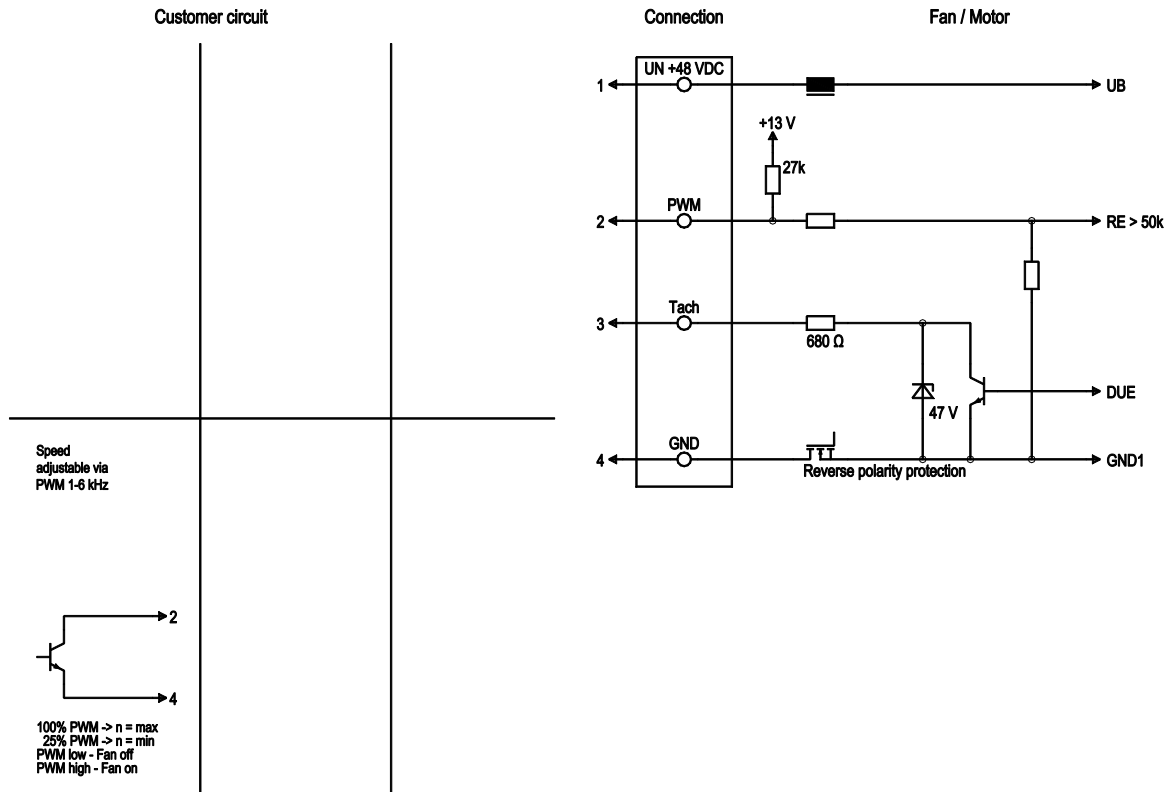 Customer circuit
Connection
Fan / Motor
UN +48 VDC
1
UB
+13 V
27k
PWM
2
RE > 50k
Tach
3
680 Ω
DUE
47 V
GND
4
GND1
Reverse polarity protection
Speed
adjustable via
PWM 1-6 kHz
2
4
100% PWM -> n = max
25% PWM -> n = min
PWM low - Fan off
PWM high - Fan on